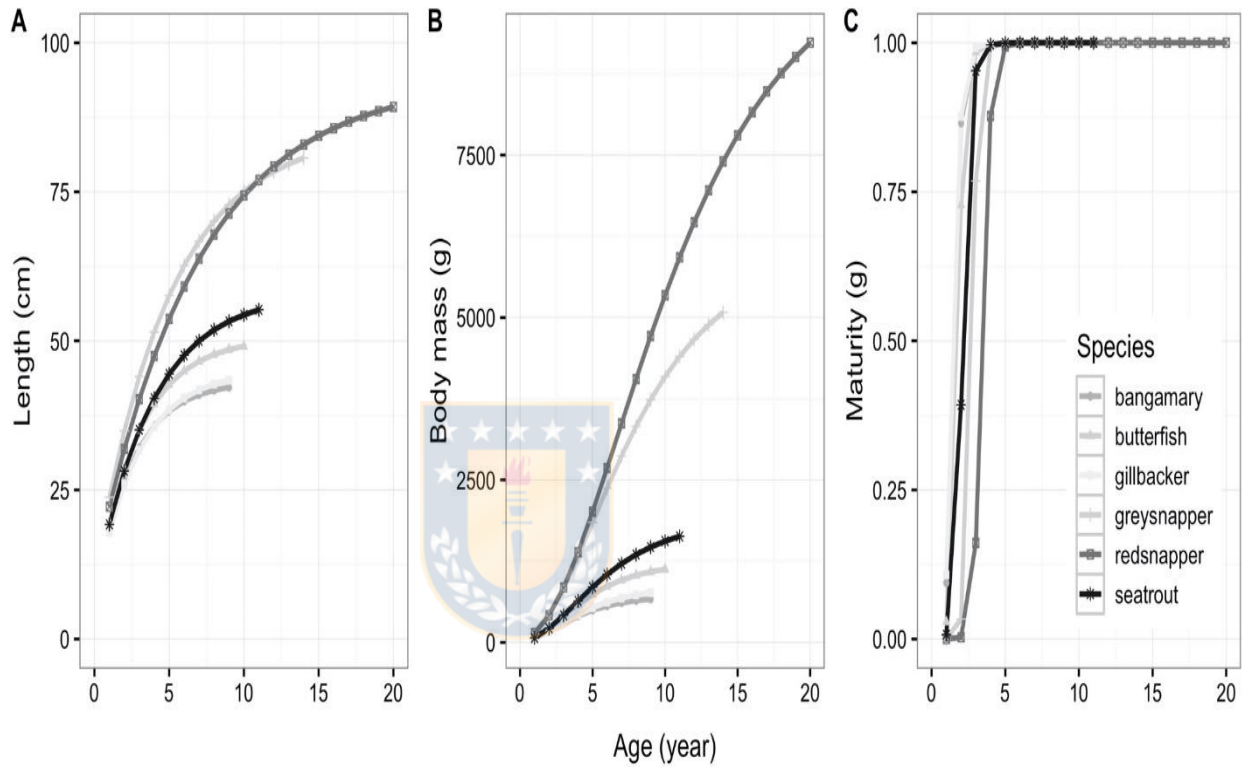 A
B
C
Length (cm)
100
75
50
25
0
0
5
10
15
20
Body mass (g)
7500
5000
2500
0
0
5
10
15
20
Maturity (g)
1.00
0.75
0.50
0.25
0.00
0
5
10
15
20
Species
bangamary
butterfish
gillbacker
greysnapper
redsnapper
seatrout
Age (year)